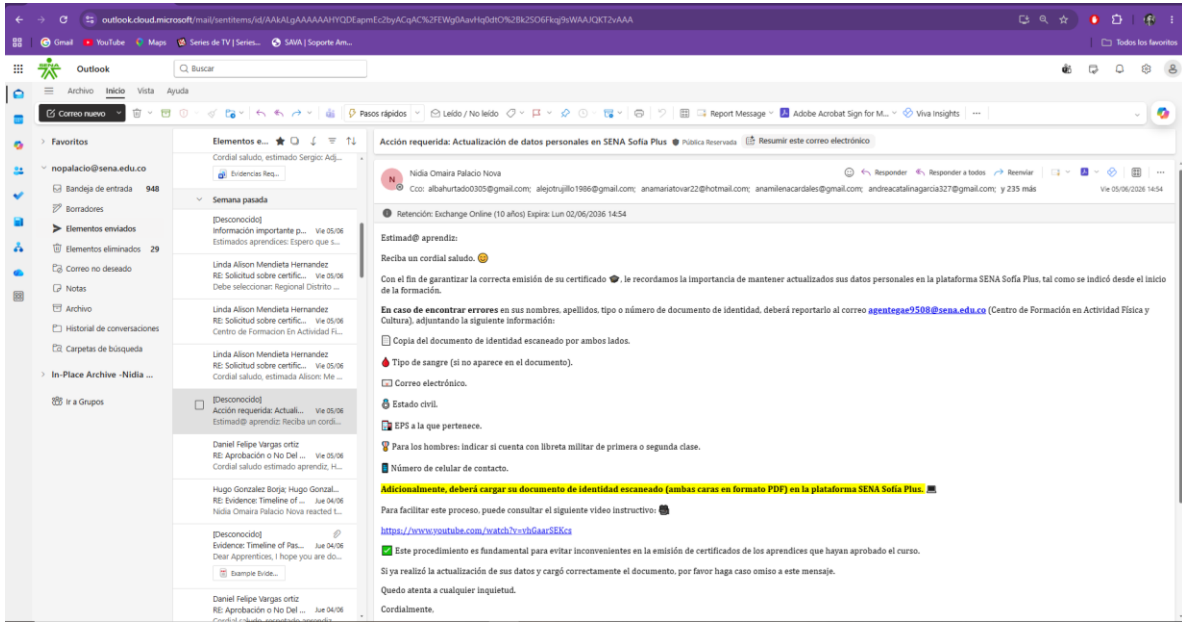 outlook.cloud.microsoft/mail/sentitems/id/
Gmail YouTube Maps Series de TV | Series... SAVA | Soporte Am...
Todos los favoritos
SENA
Outlook
Buscar
Archivo Inicio Vista Ayuda
Correo nuevo
Pasos rápidos
Leído / No leído
Report Message
Adobe Acrobat Sign for M...
Viva Insights
Favoritos
nopalacio@sena.edu.co
Bandeja de entrada 948
Borradores
Elementos enviados
Elementos eliminados 29
Correo no deseado
Notas
Archivo
Historial de conversaciones
Carpetas de búsqueda
In-Place Archive -Nidia ...
Ir a Grupos
Elementos e...
Cordial saludo, estimado Sergio: Adj...
Evidencias Req...
Semana pasada
[Desconocido]
Información importante p... Vie 05/06
Estimados aprendices: Espero que s...
Linda Alison Mendieta Hernandez
RE: Solicitud sobre certific... Vie 05/06
Debe seleccionar: Regional Distrito ...
Linda Alison Mendieta Hernandez
RE: Solicitud sobre certific... Vie 05/06
Centro de Formacion En Actividad Fí...
Linda Alison Mendieta Hernandez
RE: Solicitud sobre certific... Vie 05/06
Cordial saludo, estimada Alison: Me ...
[Desconocido]
Acción requerida: Actuali... Vie 05/06
Estimad@ aprendiz: Reciba un cordi...
Daniel Felipe Vargas ortiz
RE: Aprobación o No Del ... Vie 05/06
Cordial saludo estimado aprendiz, H...
Hugo Gonzalez Borja; Hugo Gonzal...
RE: Evidence: Timeline of ... Jue 04/06
Nidia Omaira Palacio Nova reacted t...
[Desconocido]
Evidence: Timeline of Pas... Jue 04/06
Dear Apprentices, I hope you are do...
Example Evide...
Daniel Felipe Vargas ortiz
RE: Aprobación o No Del ... Jue 04/06
Acción requerida: Actualización de datos personales en SENA Sofía Plus Pública Reservada Resumir este correo electrónico
N
Nidia Omaira Palacio Nova
Responder Responder a todos Reenviar
Cco: albahurtado0305@gmail.com; alejotrujillo1986@gmail.com; anamariatovar22@hotmail.com; anamilenacardales@gmail.com; andreacatalinagarcia327@gmail.com; y 235 más
Vie 05/06/2026 14:54
Retención: Exchange Online (10 años) Expira: Lun 02/06/2036 14:54
Estimad@ aprendiz:
Reciba un cordial saludo. 😊
Con el fin de garantizar la correcta emisión de su certificado 🎓, le recordamos la importancia de mantener actualizados sus datos personales en la plataforma SENA Sofía Plus, tal como se indicó desde el inicio
de la formación.
En caso de encontrar errores en sus nombres, apellidos, tipo o número de documento de identidad, deberá reportarlo al correo agentegae9508@sena.edu.co (Centro de Formación en Actividad Física y
Cultura), adjuntando la siguiente información:
Copia del documento de identidad escaneado por ambos lados.
Tipo de sangre (si no aparece en el documento).
Correo electrónico.
Estado civil.
EPS a la que pertenece.
Para los hombres: indicar si cuenta con libreta militar de primera o segunda clase.
Número de celular de contacto.
Adicionalmente, deberá cargar su documento de identidad escaneado (ambas caras en formato PDF) en la plataforma SENA Sofía Plus.
Para facilitar este proceso, puede consultar el siguiente video instructivo:
https://www.youtube.com/watch?v=vhGaarSEKcs
Este procedimiento es fundamental para evitar inconvenientes en la emisión de certificados de los aprendices que hayan aprobado el curso.
Si ya realizó la actualización de sus datos y cargó correctamente el documento, por favor haga caso omiso a este mensaje.
Quedo atenta a cualquier inquietud.
Cordialmente.